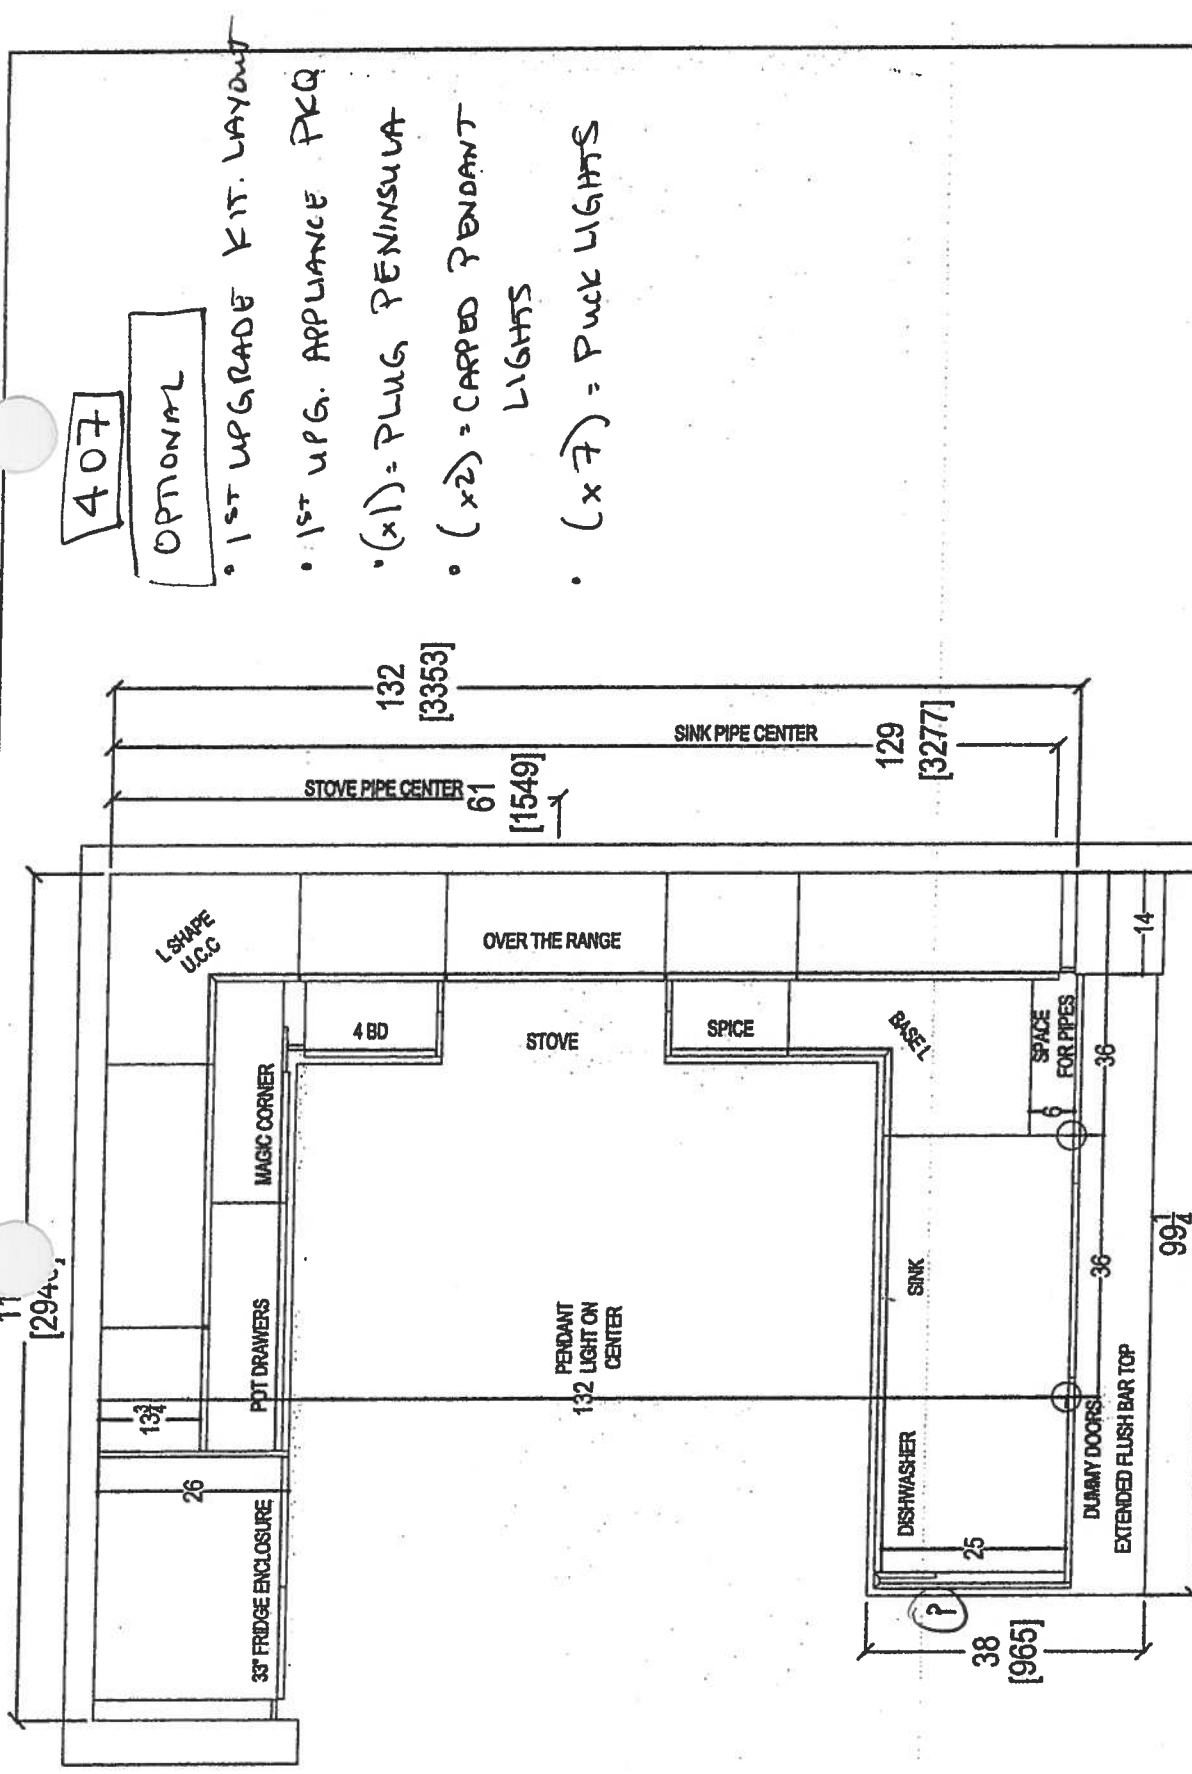 407
OPTIONAL
• 1ST UPGRADE KIT. LAYOUT
• 1ST UPG. APPLIANCE PKQ
• (x1) = PLUG PENINSULA
• (x2) = CAPPED PENDANT
LIGHTS
• (x7) = PUCK LIGHTS
132
[3353]
SINK PIPE CENTER
129
[3277]
STOVE PIPE CENTER
61
[1549]
L SHAPE
U.C.C
OVER THE RANGE
14
4 BD
STOVE
SPICE
BASE L
SPACE
FOR PIPES
6
36
MAGIC CORNER
POT DRAWERS
13 3/4
26
33" FRIDGE ENCLOSURE
PENDANT
LIGHT ON
CENTER
132
SINK
36
99 1/4
DISHWASHER
DUMMY DOORS
EXTENDED FLUSH BAR TOP
25
P
38
[965]